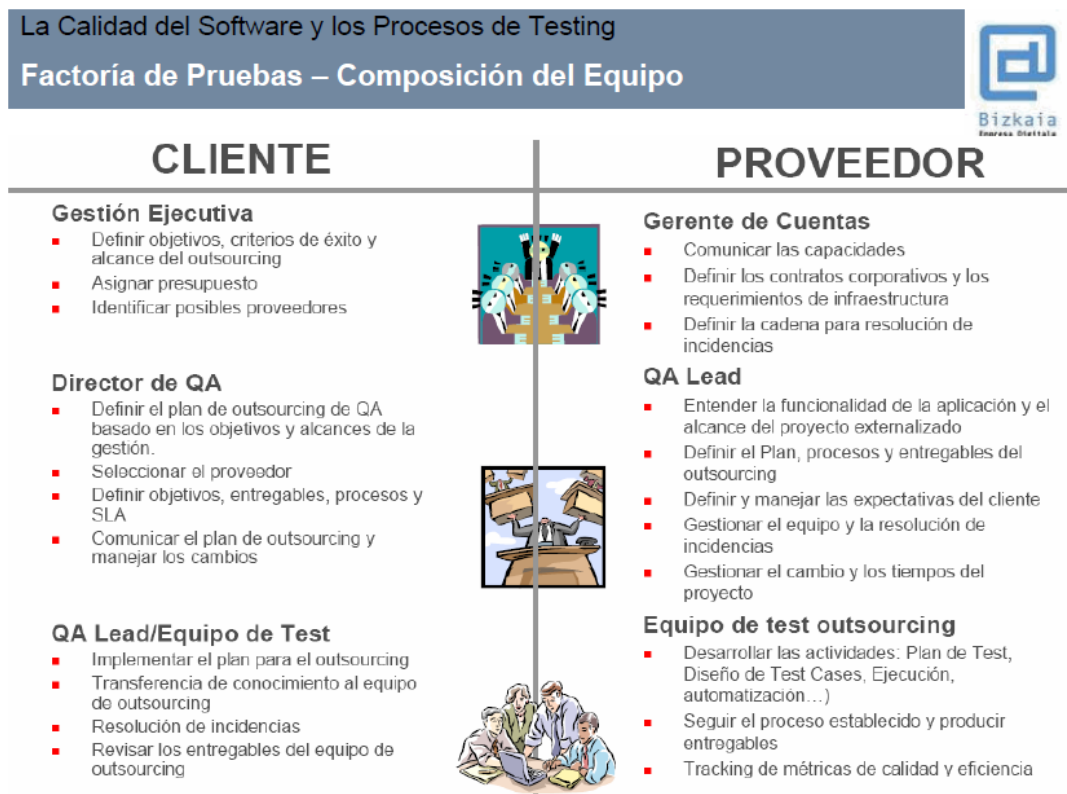 La Calidad del Software y los Procesos de Testing
Factoría de Pruebas – Composición del Equipo
Bizkaia
Enpresa Digitala
CLIENTE
Gestión Ejecutiva
Definir objetivos, criterios de éxito y
alcance del outsourcing
Asignar presupuesto
Identificar posibles proveedores
Director de QA
Definir el plan de outsourcing de QA
basado en los objetivos y alcances de la
gestión.
Seleccionar el proveedor
Definir objetivos, entregables, procesos y
SLA
Comunicar el plan de outsourcing y
manejar los cambios
QA Lead/Equipo de Test
Implementar el plan para el outsourcing
Transferencia de conocimiento al equipo
de outsourcing
Resolución de incidencias
Revisar los entregables del equipo de
outsourcing
PROVEEDOR
Gerente de Cuentas
Comunicar las capacidades
Definir los contratos corporativos y los
requerimientos de infraestructura
Definir la cadena para resolución de
incidencias
QA Lead
Entender la funcionalidad de la aplicación y el
alcance del proyecto externalizado
Definir el Plan, procesos y entregables del
outsourcing
Definir y manejar las expectativas del cliente
Gestionar el equipo y la resolución de
incidencias
Gestionar el cambio y los tiempos del
proyecto
Equipo de test outsourcing
Desarrollar las actividades: Plan de Test,
Diseño de Test Cases, Ejecución,
automatización…)
Seguir el proceso establecido y producir
entregables
Tracking de métricas de calidad y eficiencia